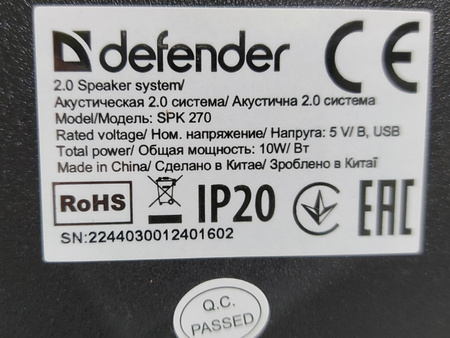 defender CE
2.0 Speaker system/
Акустическая 2.0 система/ Акустична 2.0 система
Model/Модель: SPK 270
Rated voltage/ Ном. напряжение/ Напруга: 5 V/ В, USB
Total power/ Общая мощность: 10W/ Вт
Made in China/ Сделано в Китае/ Зроблено в Китаї
RoHS IP20 EAC
SN:2244030012401602
Q.C.
PASSED